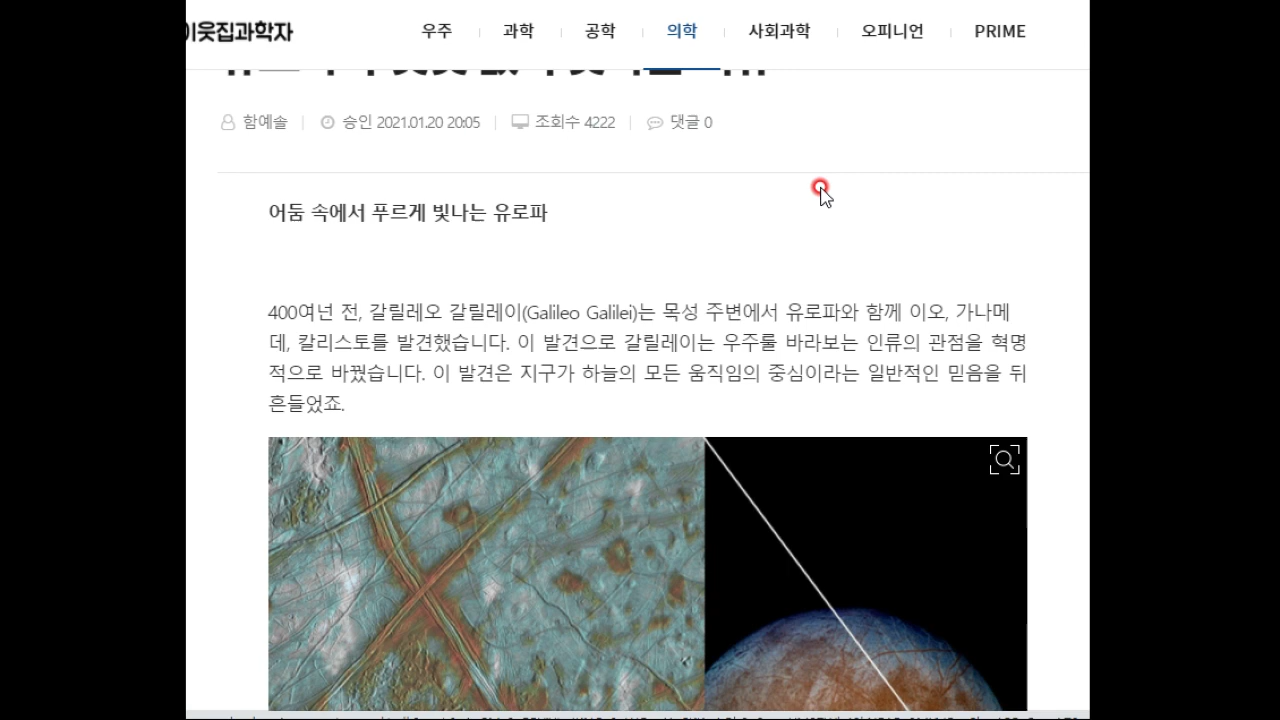 이웃집과학자
우주 과학 공학 의학 사회과학 오피니언 PRIME
함예솔 승인 2021.01.20 20:05 조회수 4222 댓글 0
어둠 속에서 푸르게 빛나는 유로파
400여년 전, 갈릴레오 갈릴레이(Galileo Galilei)는 목성 주변에서 유로파와 함께 이오, 가나메
데, 칼리스토를 발견했습니다. 이 발견으로 갈릴레이는 우주를 바라보는 인류의 관점을 혁명
적으로 바꿨습니다. 이 발견은 지구가 하늘의 모든 움직임의 중심이라는 일반적인 믿음을 뒤
흔들었죠.